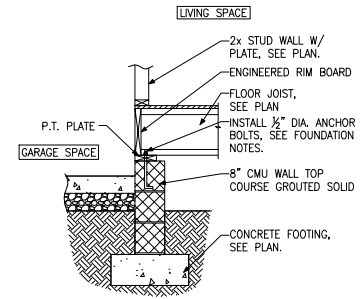 LIVING SPACE
2x STUD WALL W/
PLATE, SEE PLAN.
ENGINEERED RIM BOARD
FLOOR JOIST,
SEE PLAN
INSTALL ½" DIA. ANCHOR
BOLTS, SEE FOUNDATION
NOTES.
P.T. PLATE
GARAGE SPACE
8" CMU WALL TOP
COURSE GROUTED SOLID
CONCRETE FOOTING,
SEE PLAN.